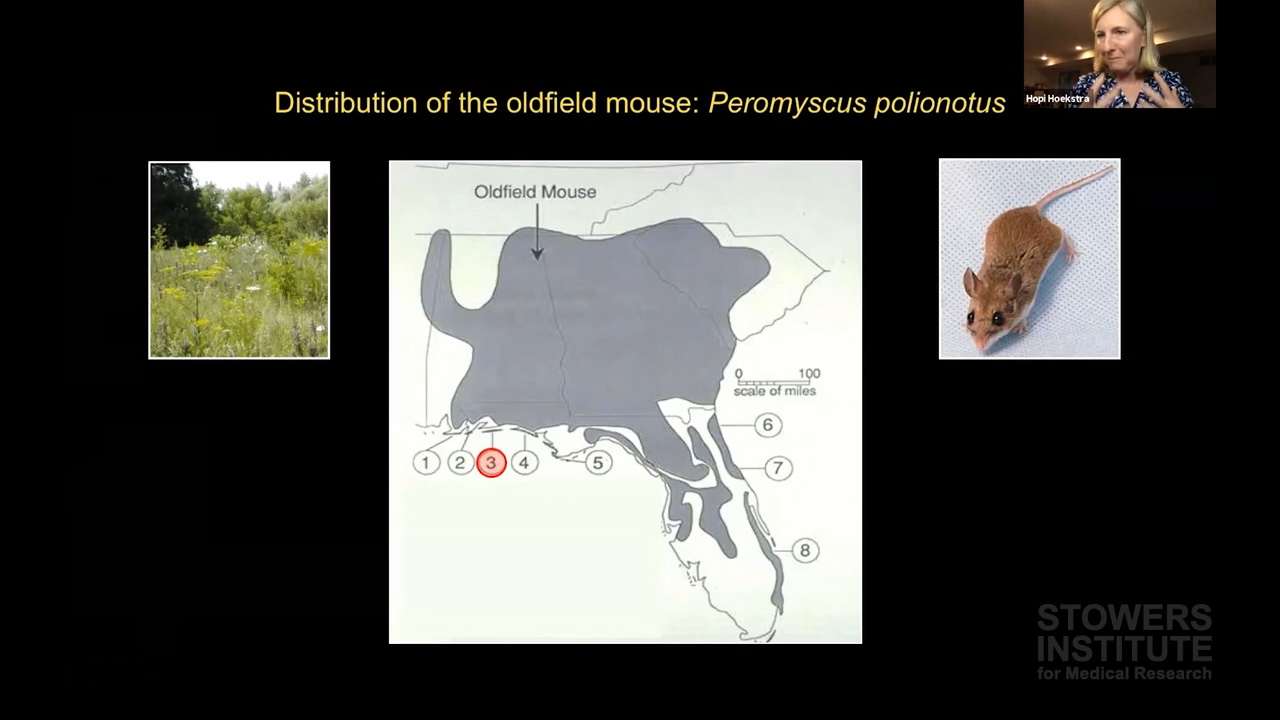 Hopi Hoekstra
Distribution of the oldfield mouse: Peromyscus polionotus
Oldfield Mouse
0 100
scale of miles
1 2 3 4 5
6
7
8
STOWERS
INSTITUTE
for Medical Research